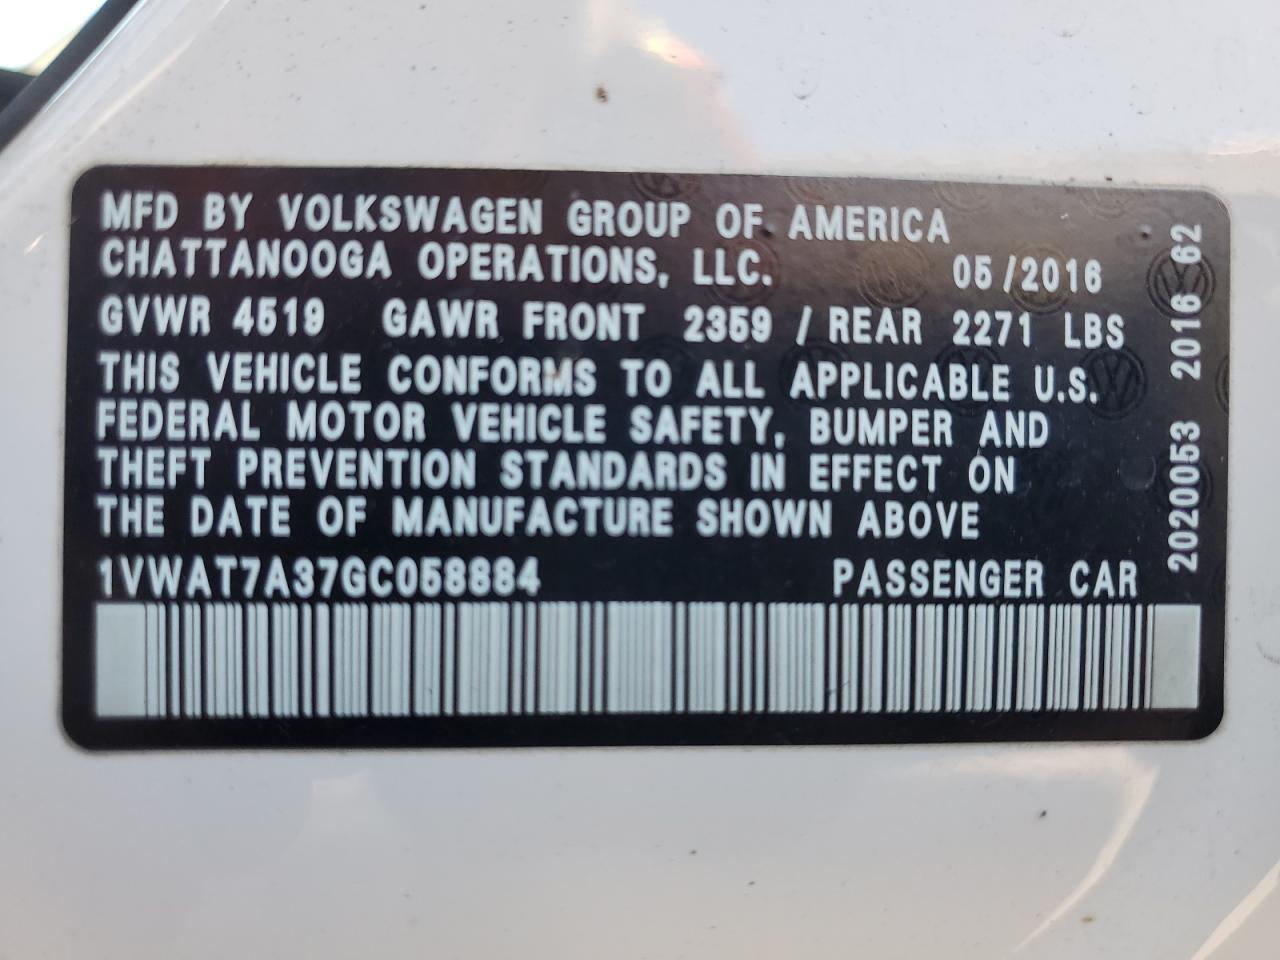 MFD BY VOLKSWAGEN GROUP OF AMERICA
CHATTANOOGA OPERATIONS, LLC. 05/2016
GVWR 4519 GAWR FRONT 2359 / REAR 2271 LBS
THIS VEHICLE CONFORMS TO ALL APPLICABLE U.S.
FEDERAL MOTOR VEHICLE SAFETY, BUMPER AND
THEFT PREVENTION STANDARDS IN EFFECT ON
THE DATE OF MANUFACTURE SHOWN ABOVE
1VWAT7A37GC058884 PASSENGER CAR
2020053 2016 62